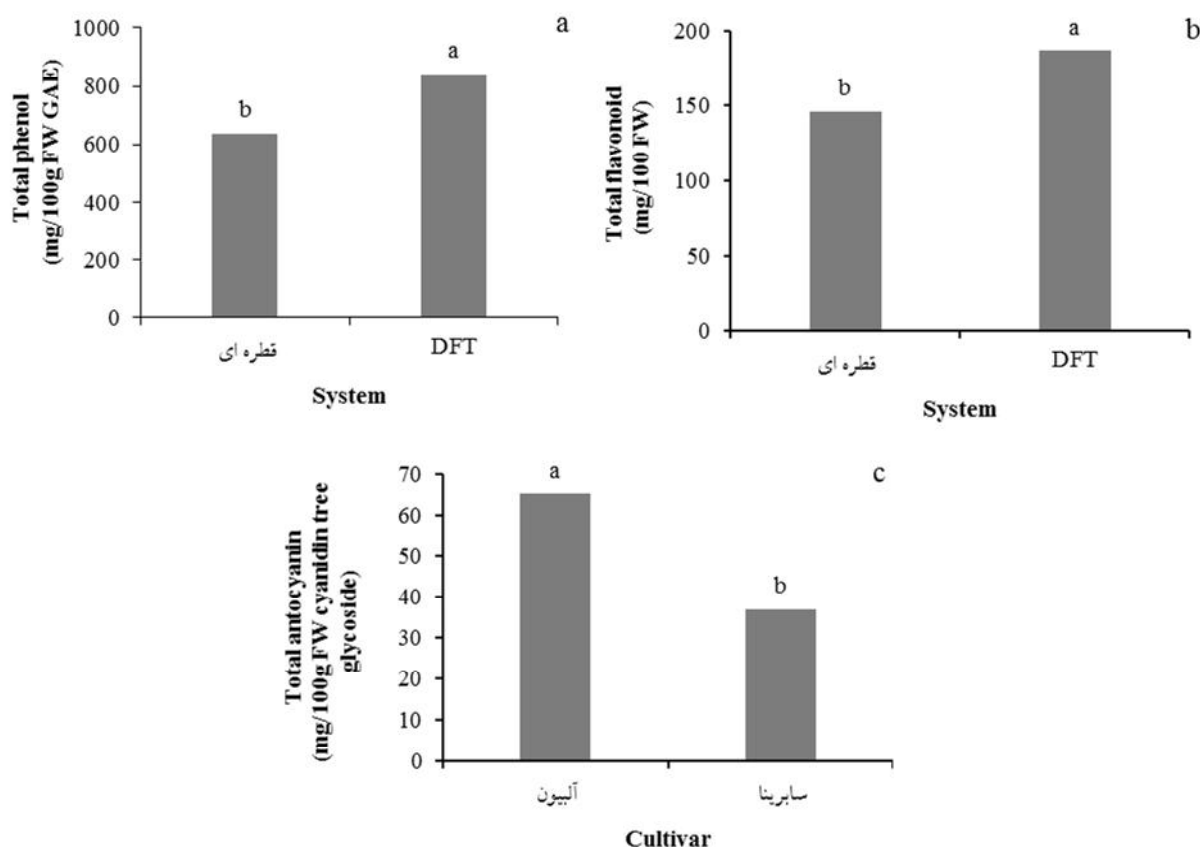 a
Total phenol
(mg/100g FW GAE)
1000
800
600
400
200
0
b
a
قطره ای
DFT
System
b
Total flavonoid
(mg/100 FW)
200
150
100
50
0
b
a
قطره ای
DFT
System
c
Total antocyanin
(mg/100g FW cyanidin tree
glycoside)
70
60
50
40
30
20
10
0
a
b
آلبیون
سابرینا
Cultivar